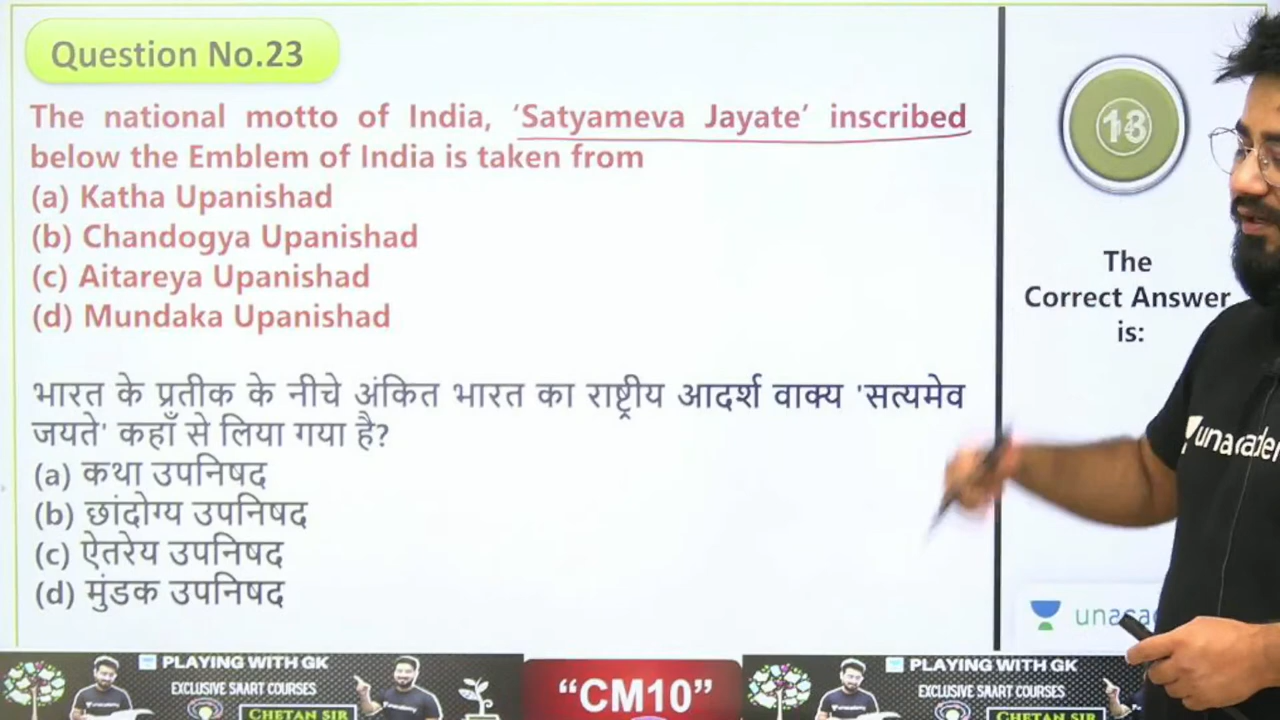 Question No.23
The national motto of India, ‘Satyameva Jayate’ inscribed
below the Emblem of India is taken from
(a) Katha Upanishad
(b) Chandogya Upanishad
(c) Aitareya Upanishad
(d) Mundaka Upanishad
भारत के प्रतीक के नीचे अंकित भारत का राष्ट्रीय आदर्श वाक्य 'सत्यमेव
जयते' कहाँ से लिया गया है?
(a) कथा उपनिषद
(b) छांदोग्य उपनिषद
(c) ऐतरेय उपनिषद
(d) मुंडक उपनिषद
The
Correct Answer
is:
PLAYING WITH GK
EXCLUSIVE SAART COURSES
CHETAN SIR
“CM10”
PLAYING WITH GK
EXCLUSIVE SAART COURSES
CHETAN SIR